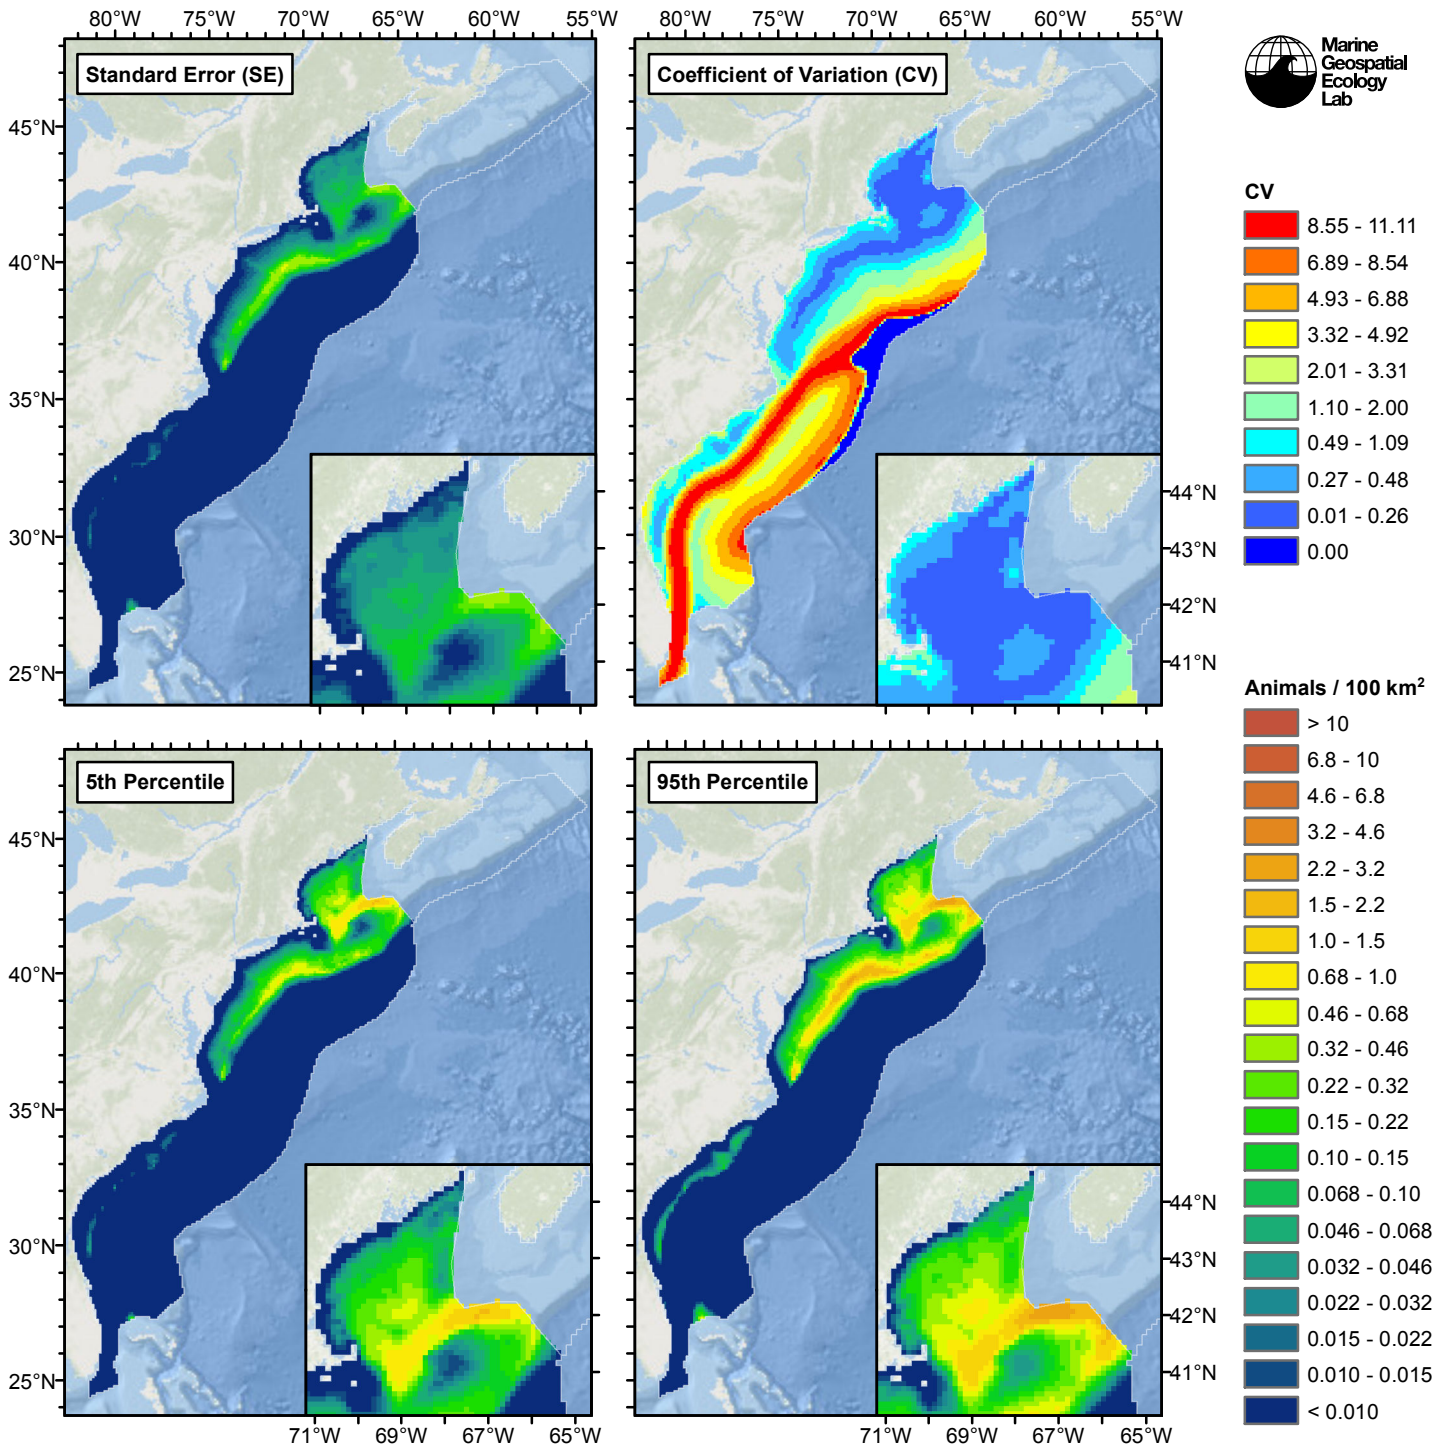 80°W 75°W 70°W 65°W 60°W 55°W
80°W 75°W 70°W 65°W 60°W 55°W
Standard Error (SE)
Coefficient of Variation (CV)
Marine
Geospatial
Ecology
Lab
45°N
40°N
35°N
30°N
25°N
44°N
43°N
42°N
41°N
CV
8.55 - 11.11
6.89 - 8.54
4.93 - 6.88
3.32 - 4.92
2.01 - 3.31
1.10 - 2.00
0.49 - 1.09
0.27 - 0.48
0.01 - 0.26
0.00
5th Percentile
95th Percentile
45°N
40°N
35°N
30°N
25°N
44°N
43°N
42°N
41°N
71°W 69°W 67°W 65°W
71°W 69°W 67°W 65°W
Animals / 100 km²
> 10
6.8 - 10
4.6 - 6.8
3.2 - 4.6
2.2 - 3.2
1.5 - 2.2
1.0 - 1.5
0.68 - 1.0
0.46 - 0.68
0.32 - 0.46
0.22 - 0.32
0.15 - 0.22
0.10 - 0.15
0.068 - 0.10
0.046 - 0.068
0.032 - 0.046
0.022 - 0.032
0.015 - 0.022
0.010 - 0.015
< 0.010